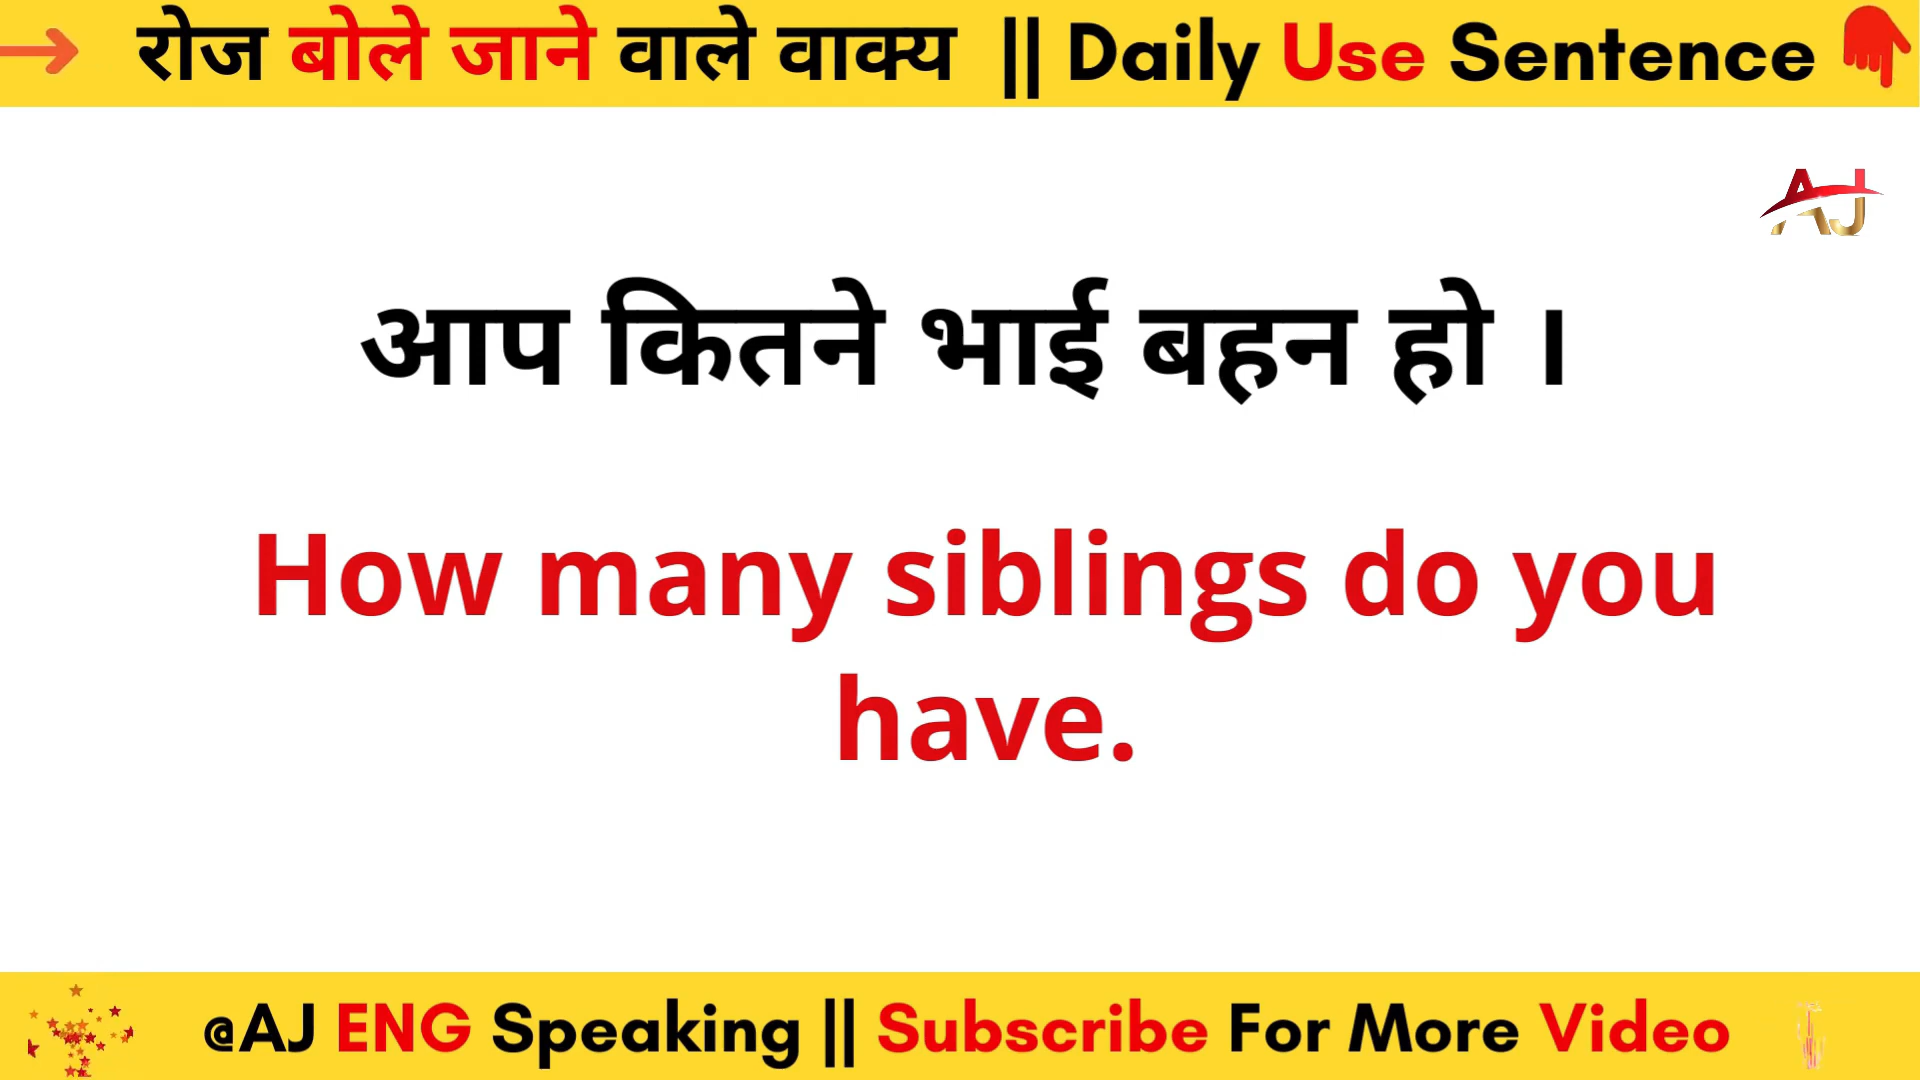 रोज बोले जाने वाले वाक्य || Daily Use Sentence
AJ
आप कितने भाई बहन हो ।
How many siblings do you
have.
@AJ ENG Speaking || Subscribe For More Video